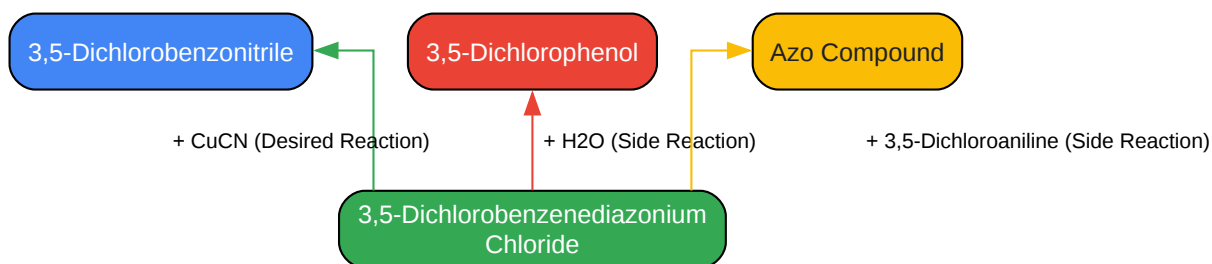 3,5-Dichlorobenzonitrile
3,5-Dichlorophenol
Azo Compound
+ CuCN (Desired Reaction)
+ H2O (Side Reaction)
+ 3,5-Dichloroaniline (Side Reaction)
3,5-Dichlorobenzenediazonium
Chloride